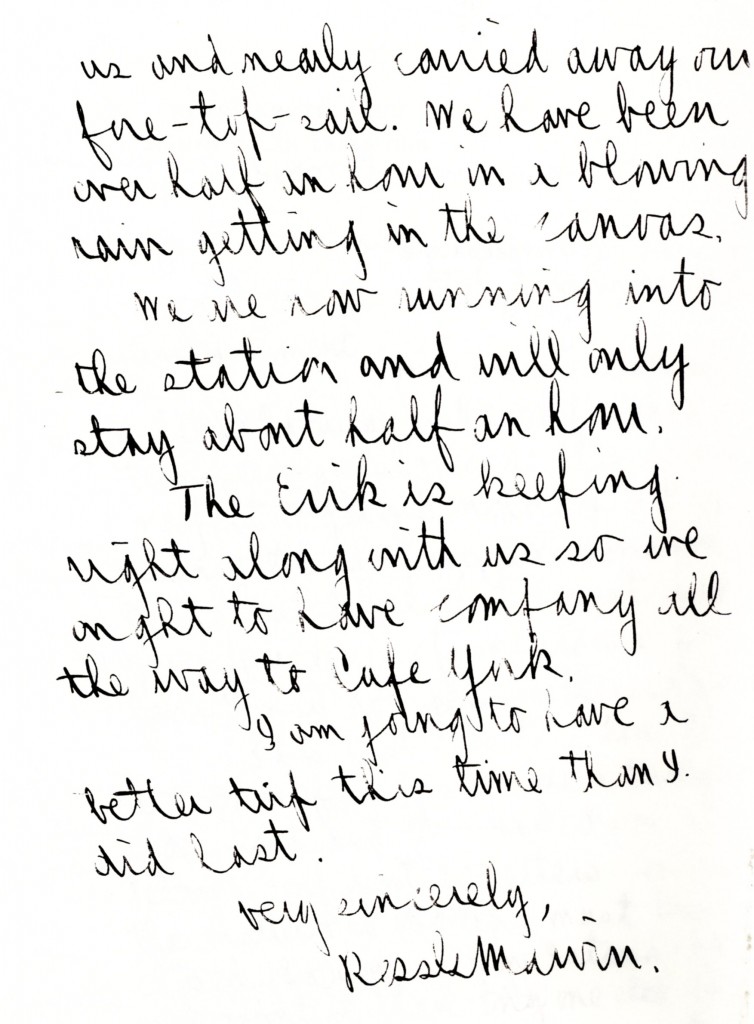 us and nearly carried away our
fore-top-sail. We have been
over half an hour in a blowing
rain getting in the canvas.
We are now running into
the station and will only
stay about half an hour.
The Erik is keeping
right along with us so we
ought to have company all
the way to Cape York.
I am going to have a
better trip this time than I
did last.
Very sincerely,
Ross G. Marvin.